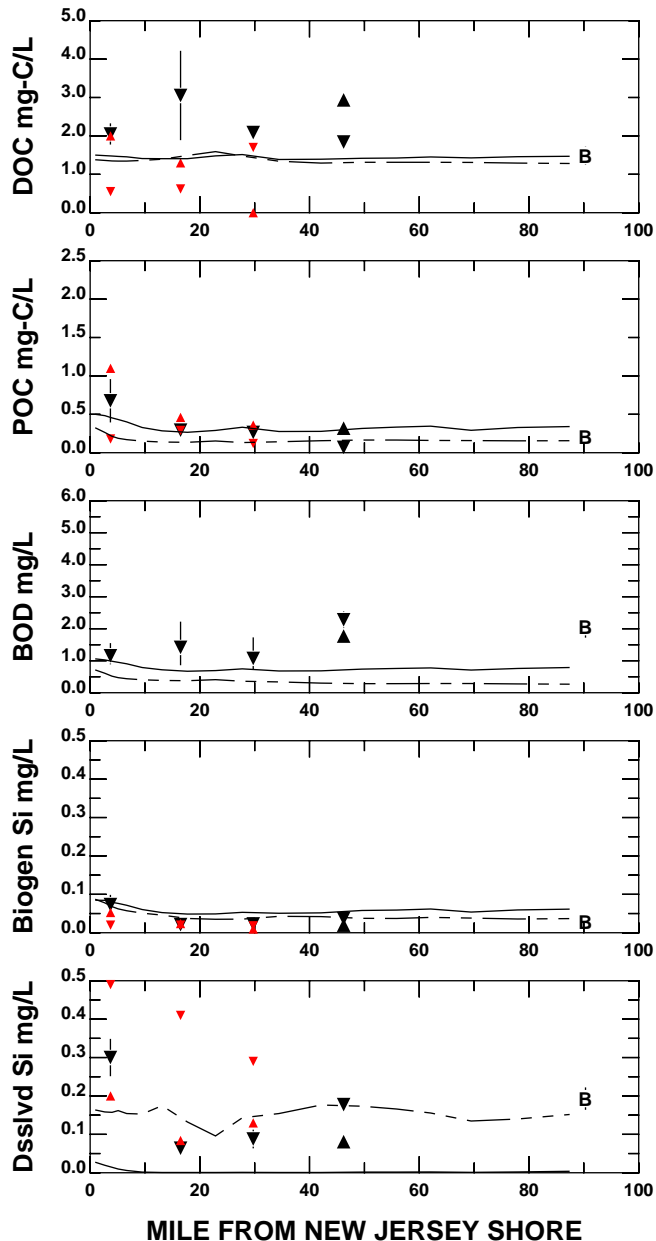 DOC mg-C/L
5.0
4.0
3.0
2.0
1.0
0.0
B
0 20 40 60 80 100
POC mg-C/L
2.5
2.0
1.5
1.0
0.5
0.0
B
0 20 40 60 80 100
BOD mg/L
6.0
5.0
4.0
3.0
2.0
1.0
0.0
B
0 20 40 60 80 100
Biogen Si mg/L
0.5
0.4
0.3
0.2
0.1
0.0
B
0 20 40 60 80 100
Dsslvd Si mg/L
0.5
0.4
0.3
0.2
0.1
0.0
B
0 20 40 60 80 100
MILE FROM NEW JERSEY SHORE